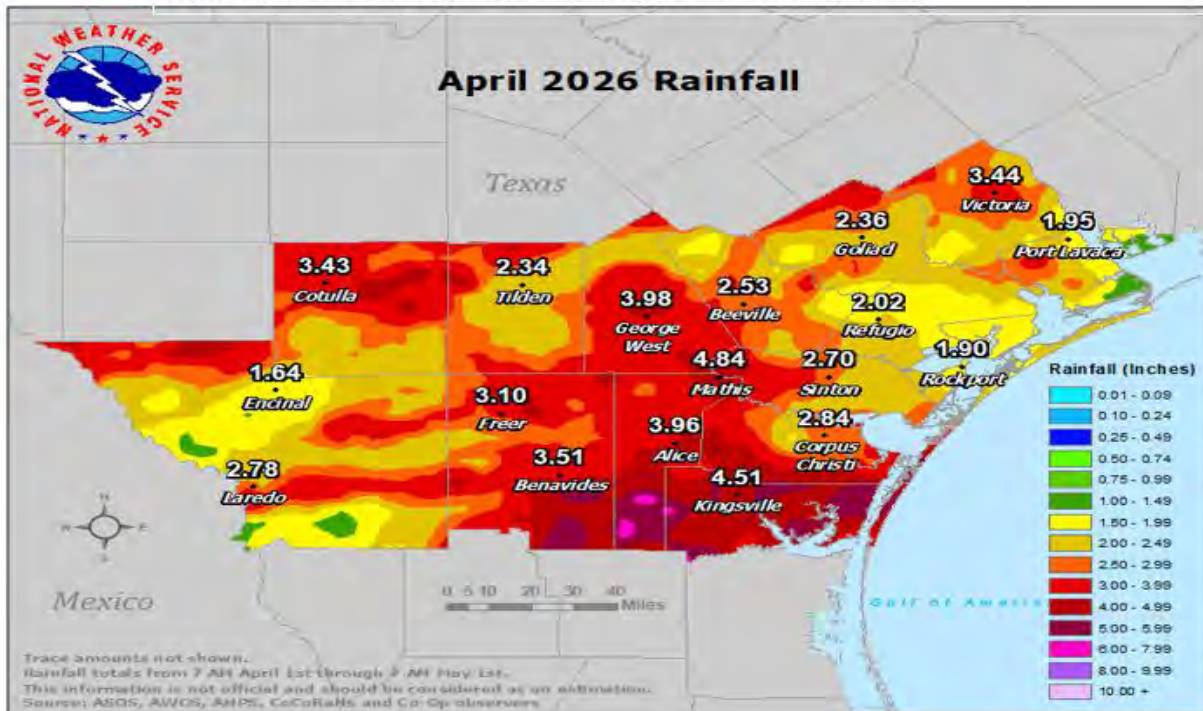 NATIONAL WEATHER SERVICE
April 2026 Rainfall
Texas
3.44
Victoria
2.36
Goliad
1.95
Port Lavaca
3.43
Cotulla
2.34
Tilden
3.98
George
West
2.53
Beeville
2.02
Refugio
1.90
Rockport
4.84
Mathis
2.70
Sinton
1.64
Encinal
3.10
Freer
3.96
Alice
2.84
Corpus
Christi
2.78
Laredo
3.51
Benavides
4.51
Kingsville
Rainfall (Inches)
0.01 - 0.09
0.10 - 0.24
0.25 - 0.49
0.50 - 0.74
0.75 - 0.99
1.00 - 1.49
1.50 - 1.99
2.00 - 2.49
2.50 - 2.99
3.00 - 3.99
4.00 - 4.99
5.00 - 5.99
6.00 - 7.99
8.00 - 9.99
10.00 +
N
W E
S
0 5 10 20 30 40
Miles
Mexico
Gulf of Ameri
Trace amounts not shown.
Rainfall totals from 7 AM April 1st through 7 AM May 1st.
This information is not official and should be considered as an estimation.
Source: ASOS, AWOS, AHPS, CoCoRaHS and Co-Op observers